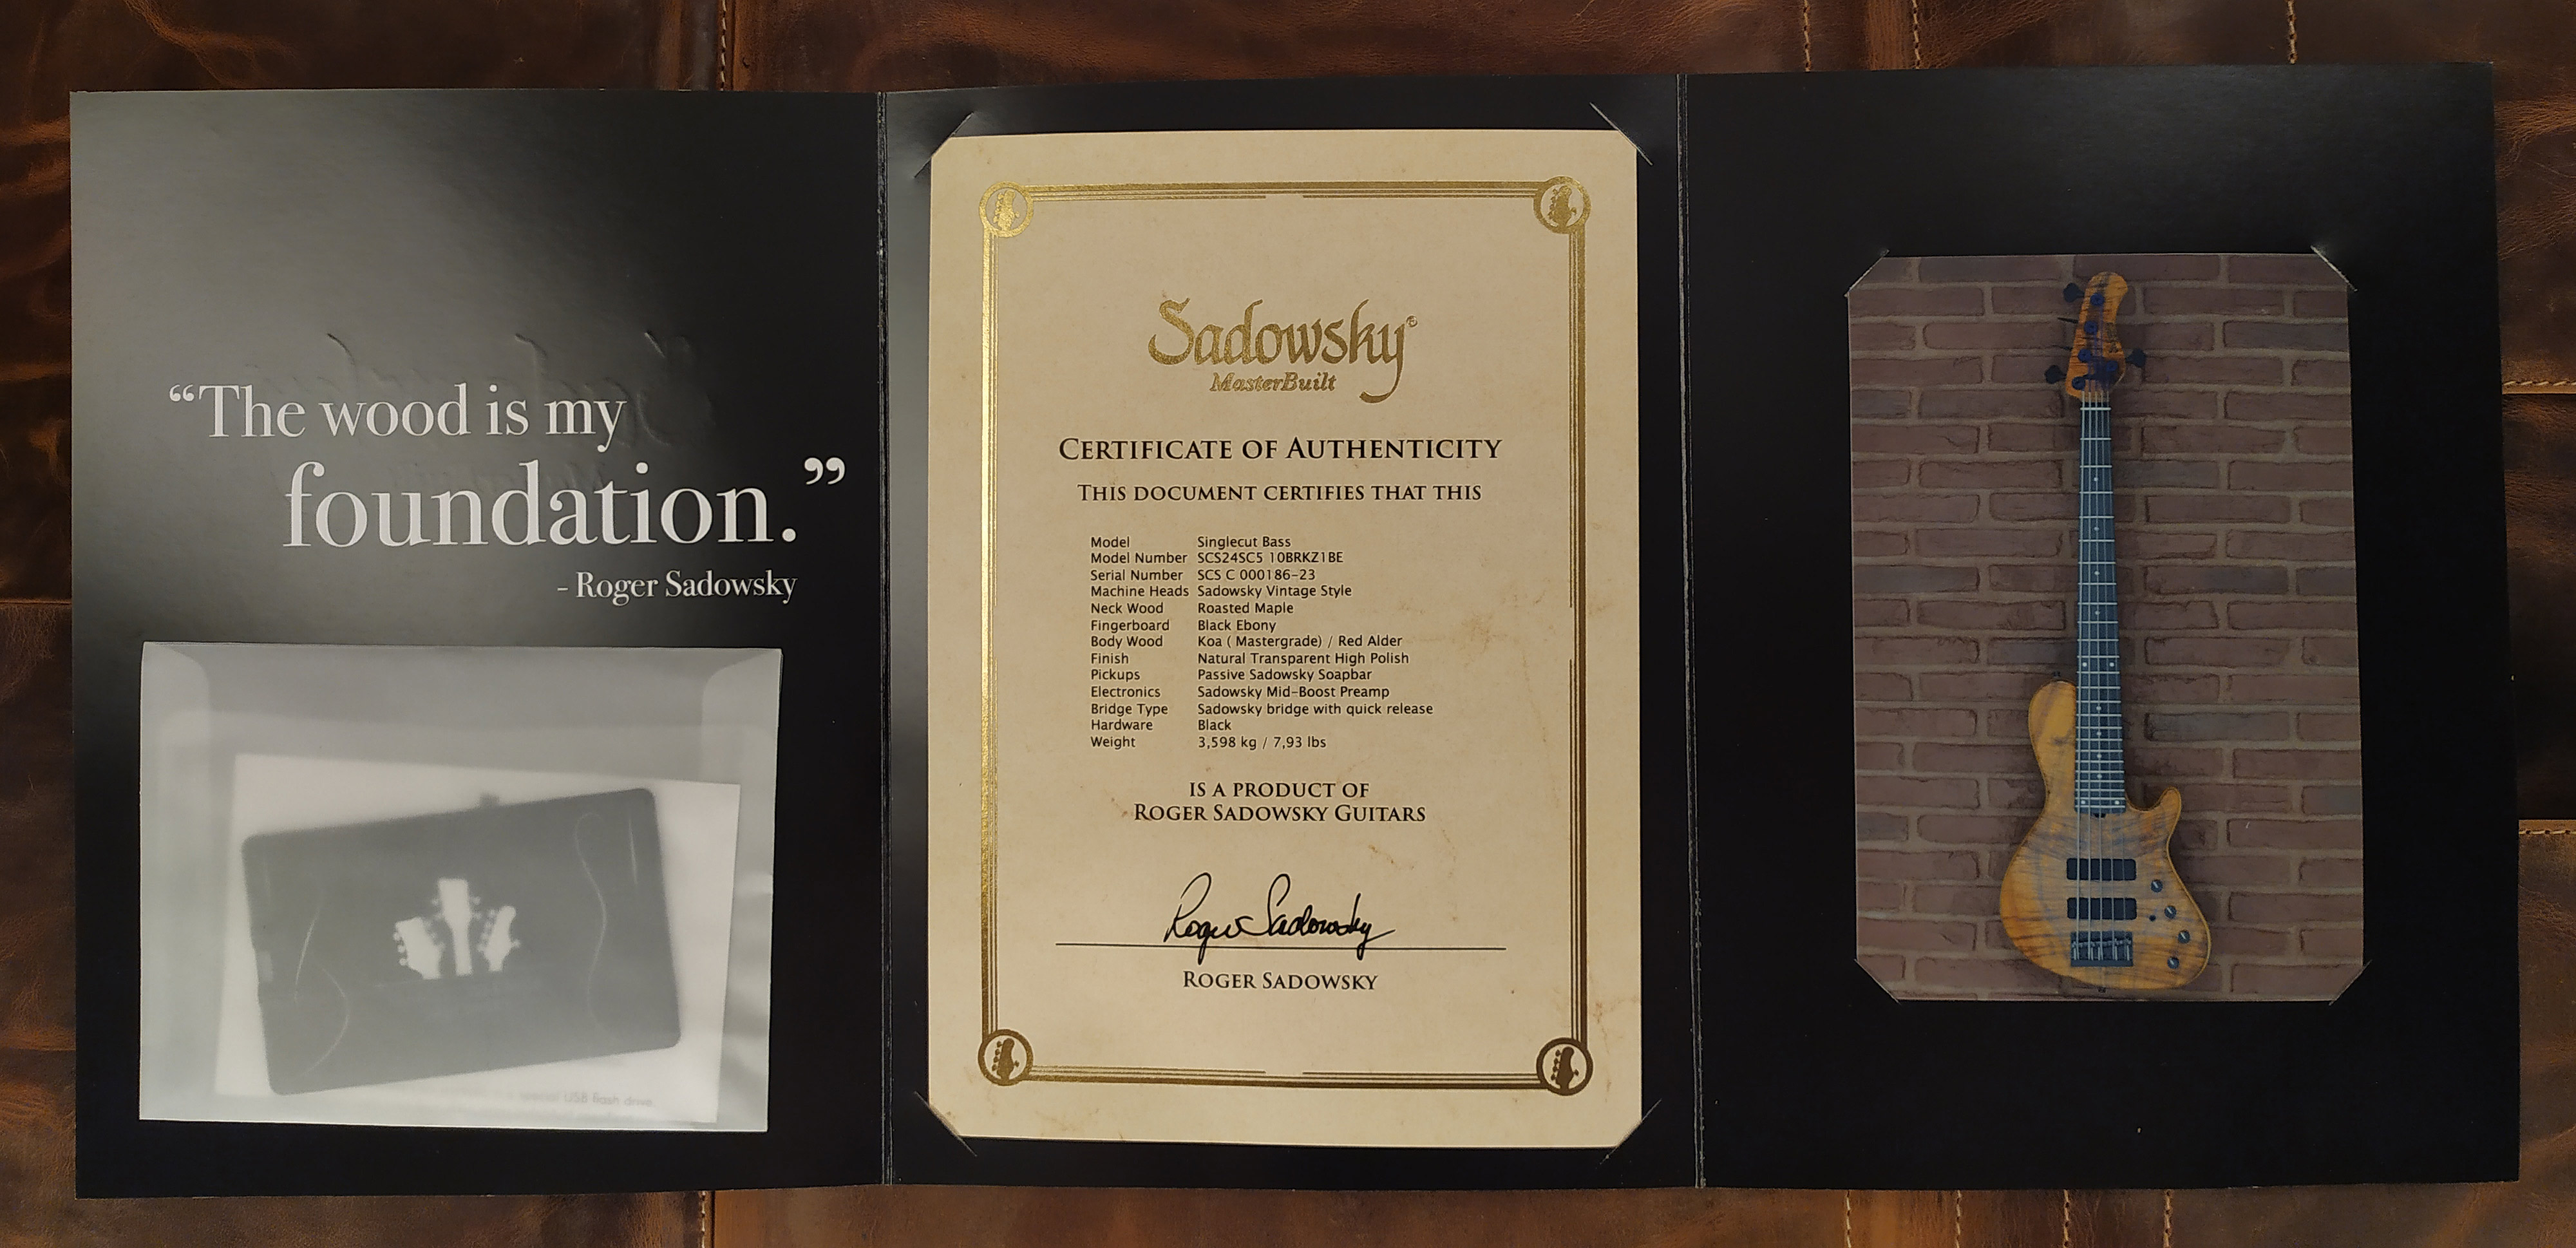 “The wood is my
foundation.”
- Roger Sadowsky
USB flash drive.
Sadowsky®
MasterBuilt
CERTIFICATE OF AUTHENTICITY
THIS DOCUMENT CERTIFIES THAT THIS
Model Singlecut Bass
Model Number SCS24SC5 10BRKZ1BE
Serial Number SCS C 000186-23
Machine Heads Sadowsky Vintage Style
Neck Wood Roasted Maple
Fingerboard Black Ebony
Body Wood Koa ( Mastergrade) / Red Alder
Finish Natural Transparent High Polish
Pickups Passive Sadowsky Soapbar
Electronics Sadowsky Mid-Boost Preamp
Bridge Type Sadowsky bridge with quick release
Hardware Black
Weight 3,598 kg / 7,93 lbs
IS A PRODUCT OF
ROGER SADOWSKY GUITARS
Roger Sadowsky
ROGER SADOWSKY